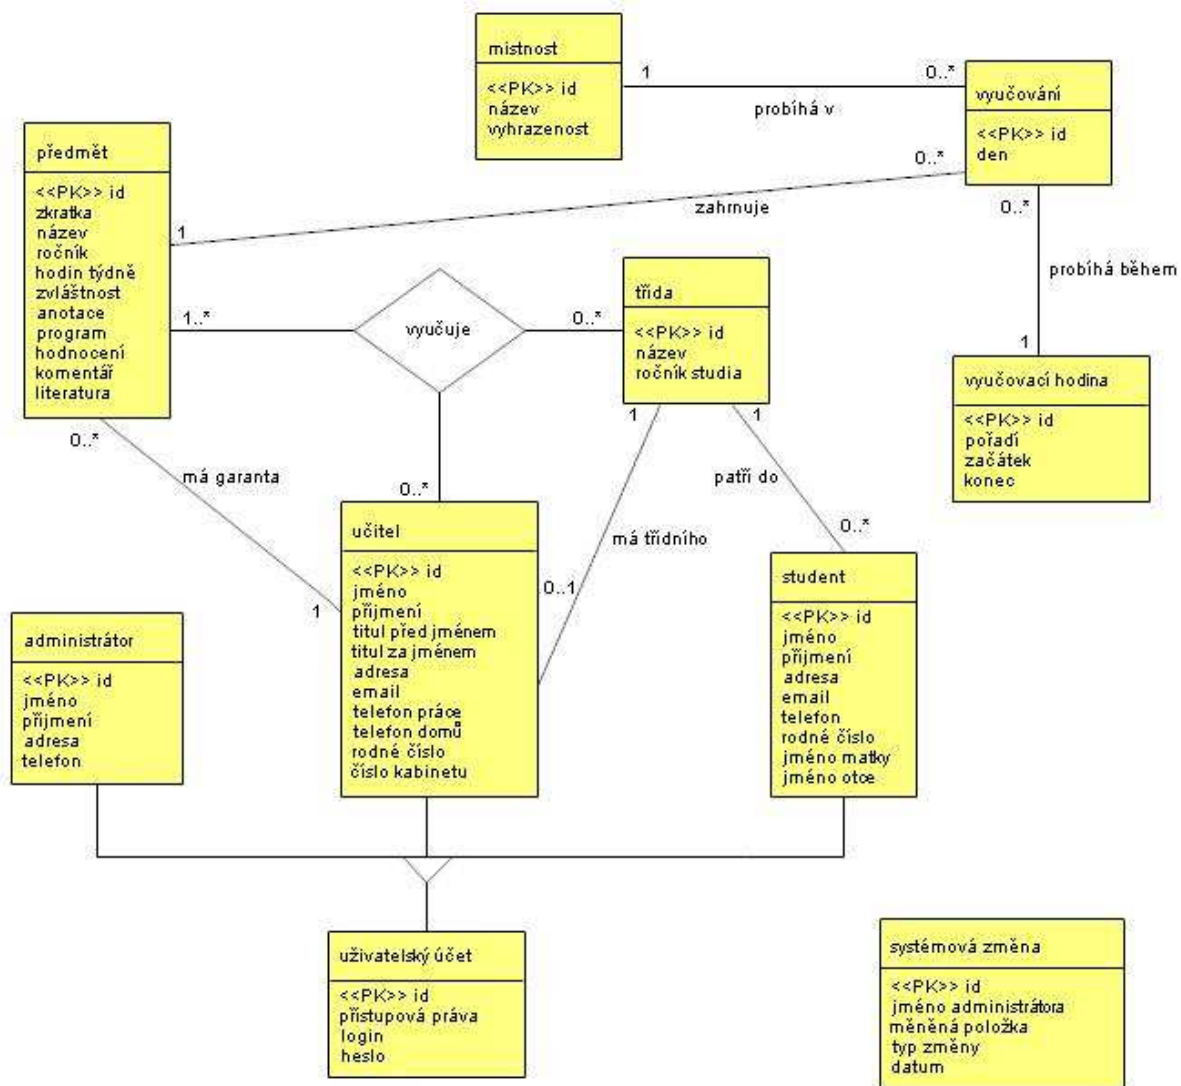 místnost
<<PK>> id
název
vyhrazenost
1
0..*
probíhá v
vyučování
<<PK>> id
den
předmět
<<PK>> id
zkratka
název
ročník
hodin týdně
zvláštnost
anotace
program
hodnocení
komentář
literatura
0..*
zahrnuje
1
0..*
probíhá během
1
vyučovací hodina
<<PK>> id
pořadí
začátek
konec
1..*
vyučuje
0..*
0..*
třída
<<PK>> id
název
ročník studia
0..*
má garanta
1
1
má třídního
0..1
1
patří do
0..*
učitel
<<PK>> id
jméno
příjmení
titul před jménem
titul za jménem
adresa
email
telefon práce
telefon domů
rodné číslo
číslo kabinetu
student
<<PK>> id
jméno
příjmení
adresa
email
telefon
rodné číslo
jméno matky
jméno otce
administrátor
<<PK>> id
jméno
příjmení
adresa
telefon
uživatelský účet
<<PK>> id
přístupová práva
login
heslo
systémová změna
<<PK>> id
jméno administrátora
měněná položka
typ změny
datum